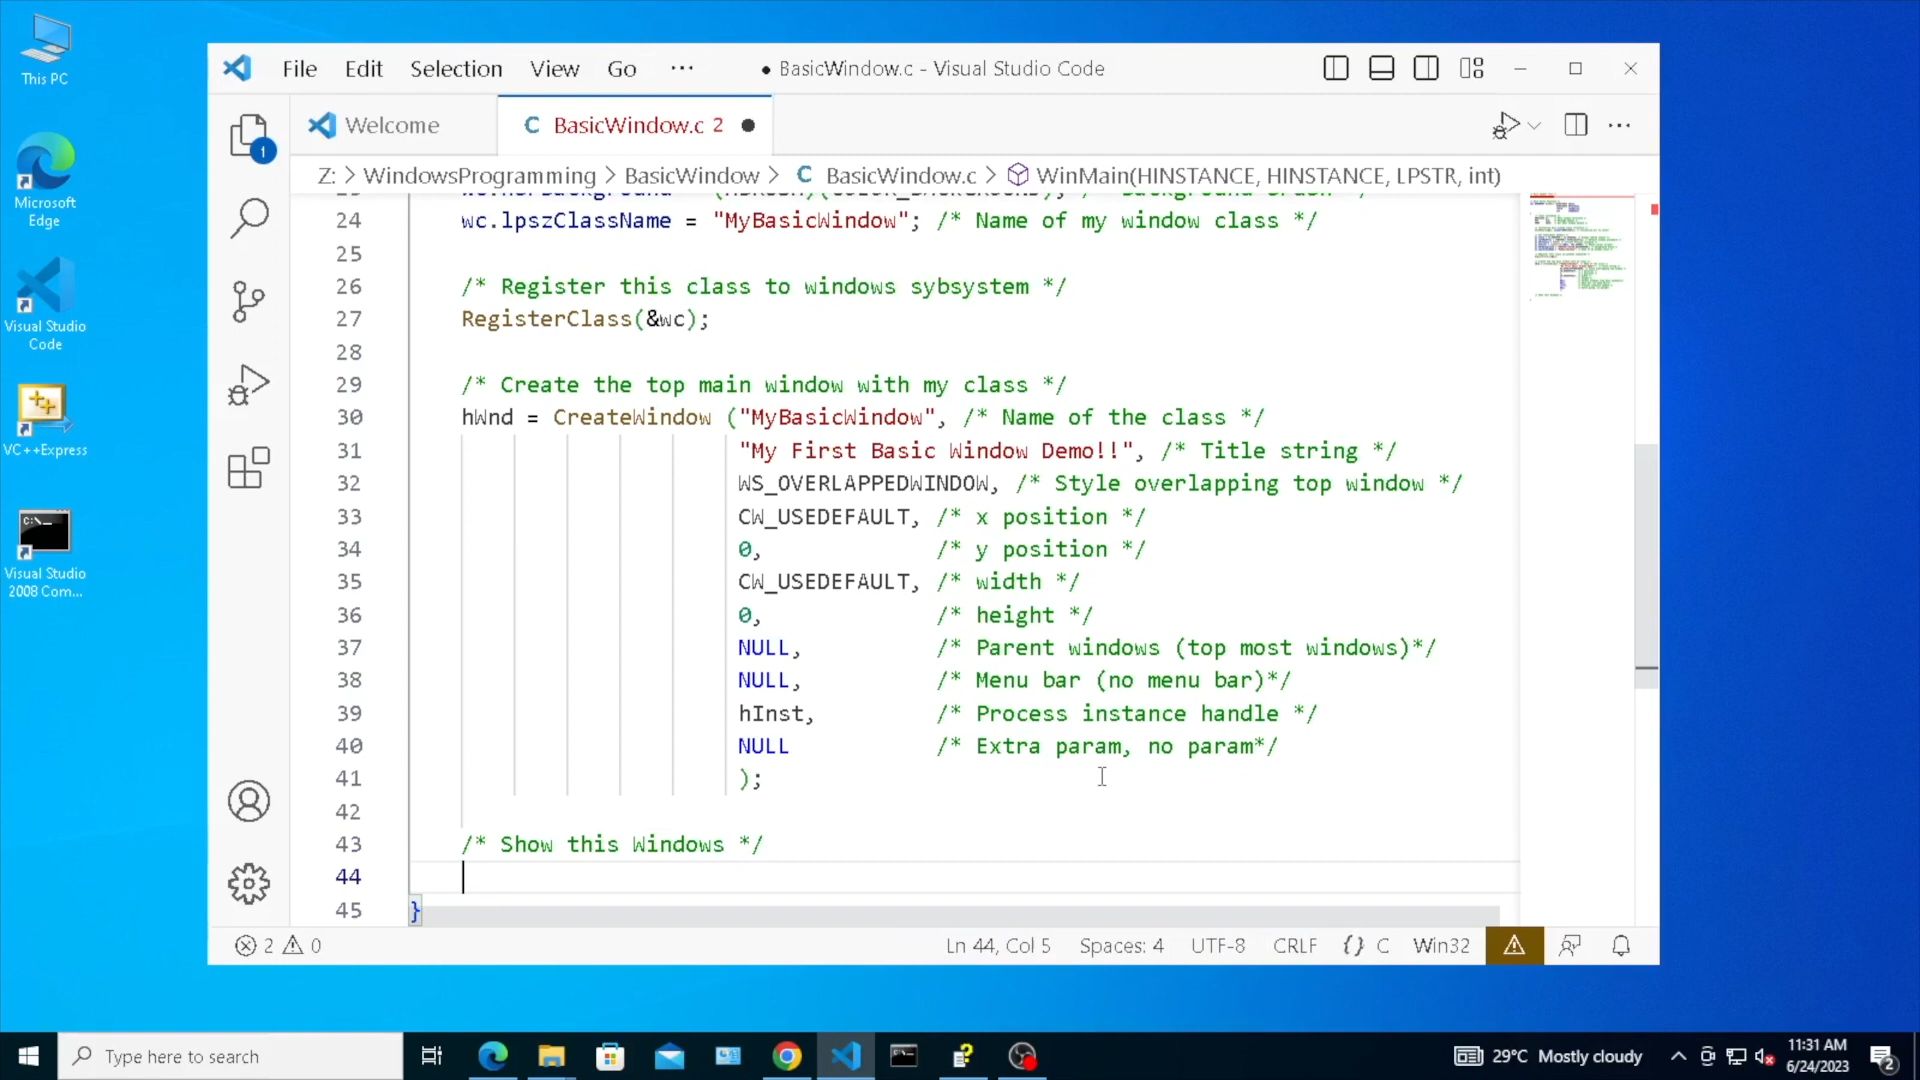 This PC
Microsoft
Edge
Visual Studio
Code
VC++Express
Visual Studio
2008 Com...
File Edit Selection View Go ··· ● BasicWindow.c - Visual Studio Code
1
Welcome
C BasicWindow.c 2 ●
Z: > WindowsProgramming > BasicWindow > C BasicWindow.c > WinMain(HINSTANCE, HINSTANCE, LPSTR, int)
24 wc.lpszClassName = "MyBasicWindow"; /* Name of my window class */
25
26 /* Register this class to windows sybsystem */
27 RegisterClass(&wc);
28
29 /* Create the top main window with my class */
30 hWnd = CreateWindow ("MyBasicWindow", /* Name of the class */
31 "My First Basic Window Demo!!", /* Title string */
32 WS_OVERLAPPEDWINDOW, /* Style overlapping top window */
33 CW_USEDEFAULT, /* x position */
34 0, /* y position */
35 CW_USEDEFAULT, /* width */
36 0, /* height */
37 NULL, /* Parent windows (top most windows)*/
38 NULL, /* Menu bar (no menu bar)*/
39 hInst, /* Process instance handle */
40 NULL /* Extra param, no param*/
41 );
42
43 /* Show this Windows */
44
45 }
2 0 Ln 44, Col 5 Spaces: 4 UTF-8 CRLF {} C Win32
Type here to search
29°C Mostly cloudy
11:31 AM
6/24/2023
2